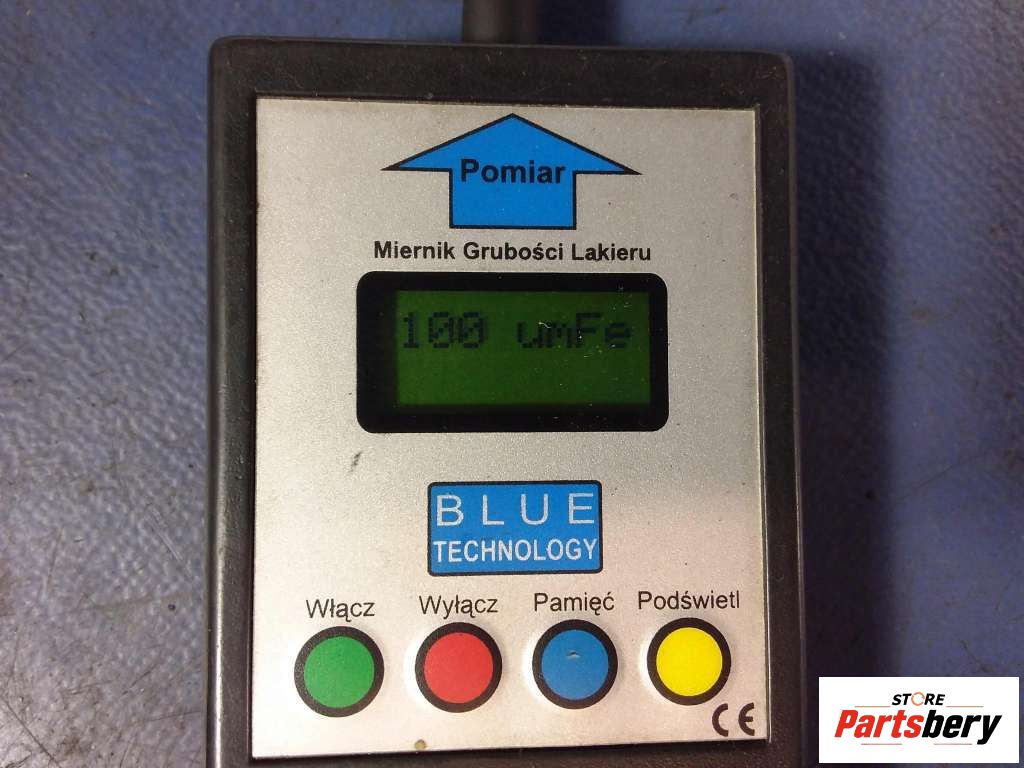 Pomiar
Miernik Grubości Lakieru
100 umFe
BLUE
TECHNOLOGY
Włącz Wyłącz Pamięć Podświetl
CE
STORE
Partsbery